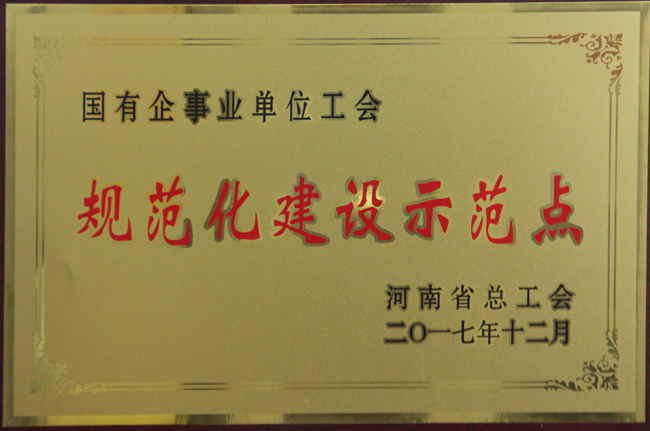 国有企事业单位工会
规范化建设示范点
河南省总工会
二〇一七年十二月